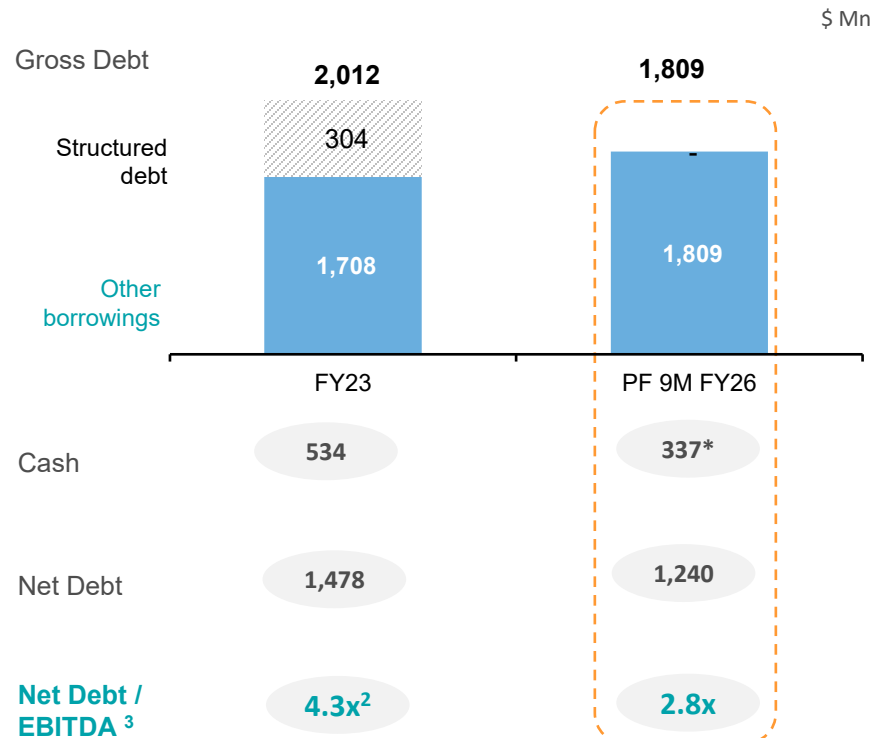 $ Mn
Gross Debt
2,012
1,809
Structured
debt
304
-
Other
borrowings
1,708
1,809
FY23
PF 9M FY26
Cash
534
337*
Net Debt
1,478
1,240
Net Debt /
EBITDA ³
4.3x²
2.8x